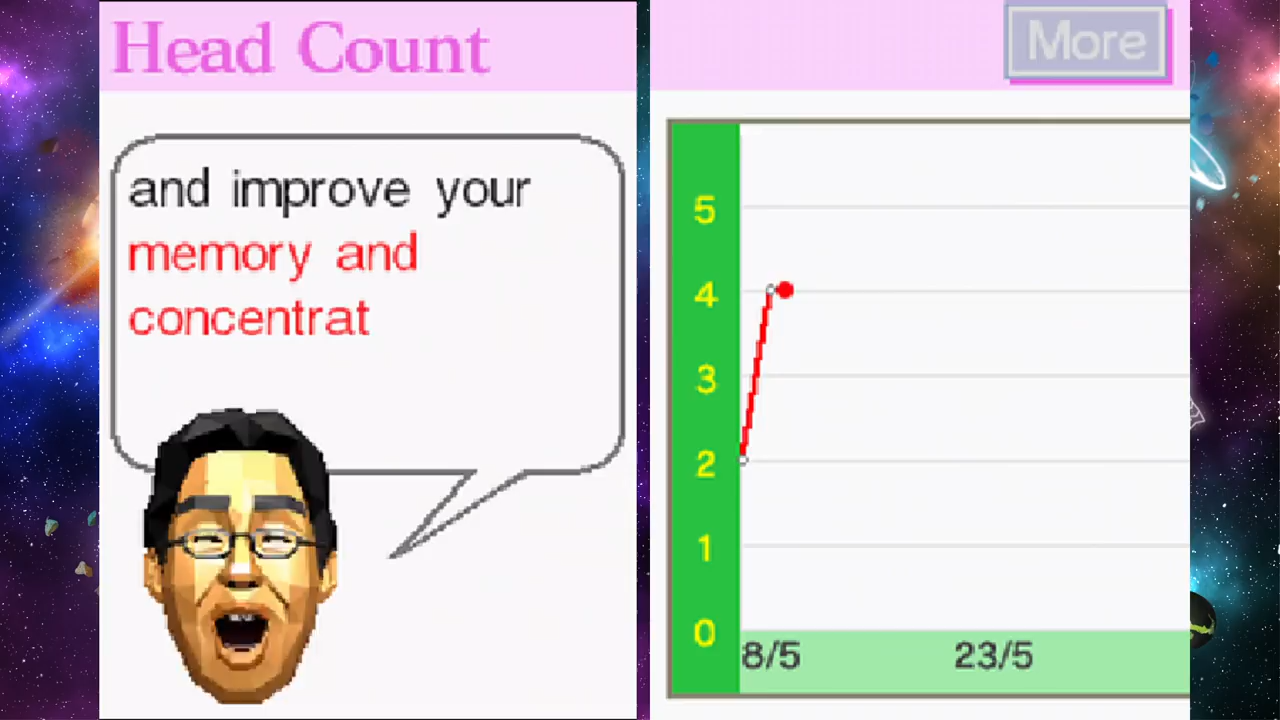 Head Count
More
and improve your
memory and
concentrat
5
4
3
2
1
0
8/5
23/5